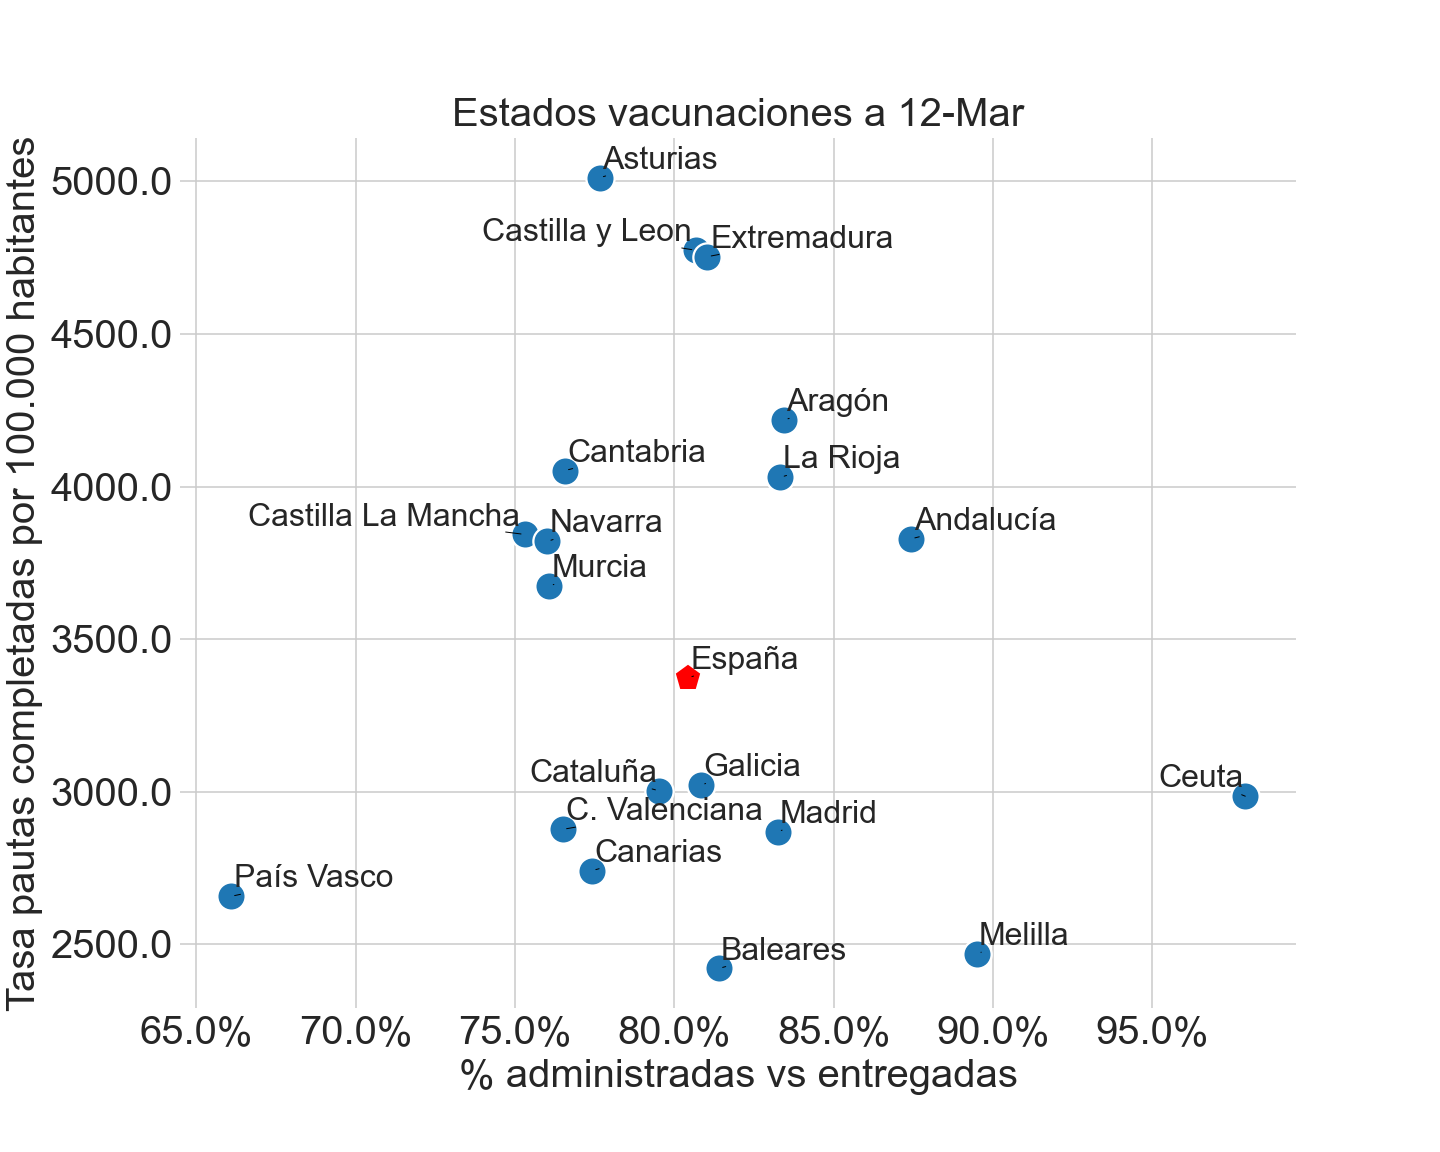 Estados vacunaciones a 12-Mar
Tasa pautas completadas por 100.000 habitantes
5000.0
4500.0
4000.0
3500.0
3000.0
2500.0
Asturias
Castilla y Leon
Extremadura
Aragón
Cantabria
La Rioja
Castilla La Mancha
Navarra
Andalucía
Murcia
España
Cataluña
Galicia
Ceuta
C. Valenciana
Madrid
Canarias
País Vasco
Melilla
Baleares
65.0% 70.0% 75.0% 80.0% 85.0% 90.0% 95.0%
% administradas vs entregadas